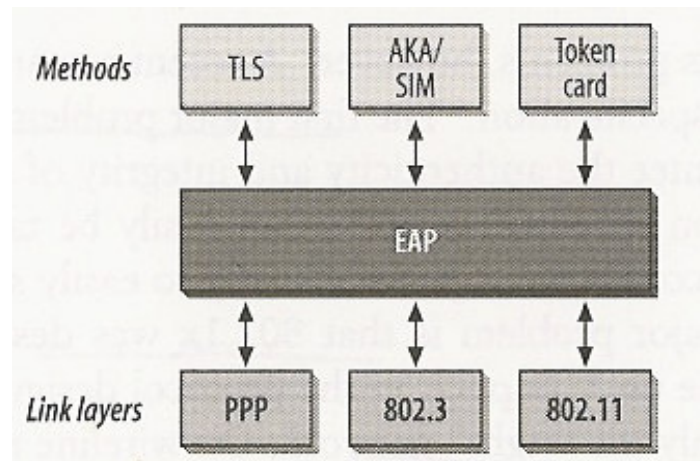 Methods
TLS
AKA/
SIM
Token
card
EAP
Link layers
PPP
802.3
802.11